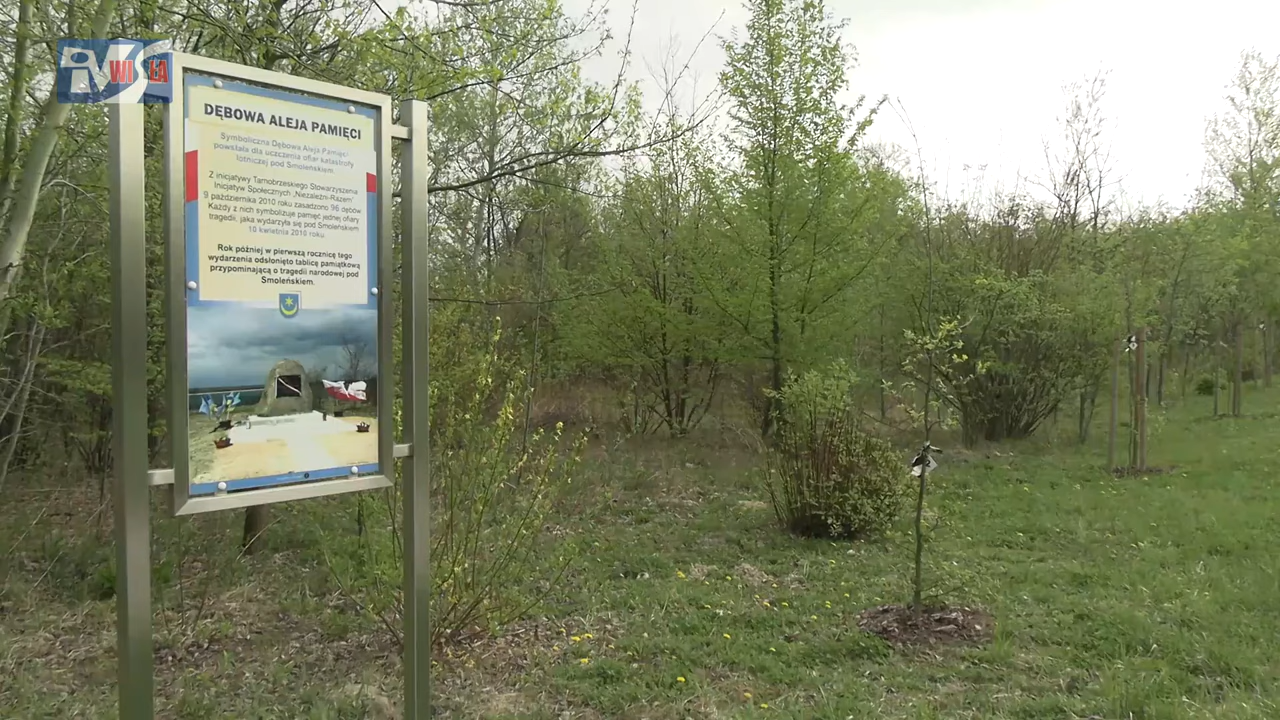 TVS
WISŁA
DĘBOWA ALEJA PAMIĘCI
Symboliczna Dębowa Aleja Pamięci
powstała dla uczczenia ofiar katastrofy
lotniczej pod Smoleńskiem.
Z inicjatywy Tarnobrzeskiego Stowarzyszenia
Inicjatyw Społecznych „Niezależni-Razem”
9 października 2010 roku zasadzono 96 dębów.
Każdy z nich symbolizuje pamięć jednej ofiary
tragedii, jaka wydarzyła się pod Smoleńskiem
10 kwietnia 2010 roku.
Rok później w pierwszą rocznicę tego
wydarzenia odsłonięto tablicę pamiątkową
przypominającą o tragedii narodowej pod
Smoleńskiem.